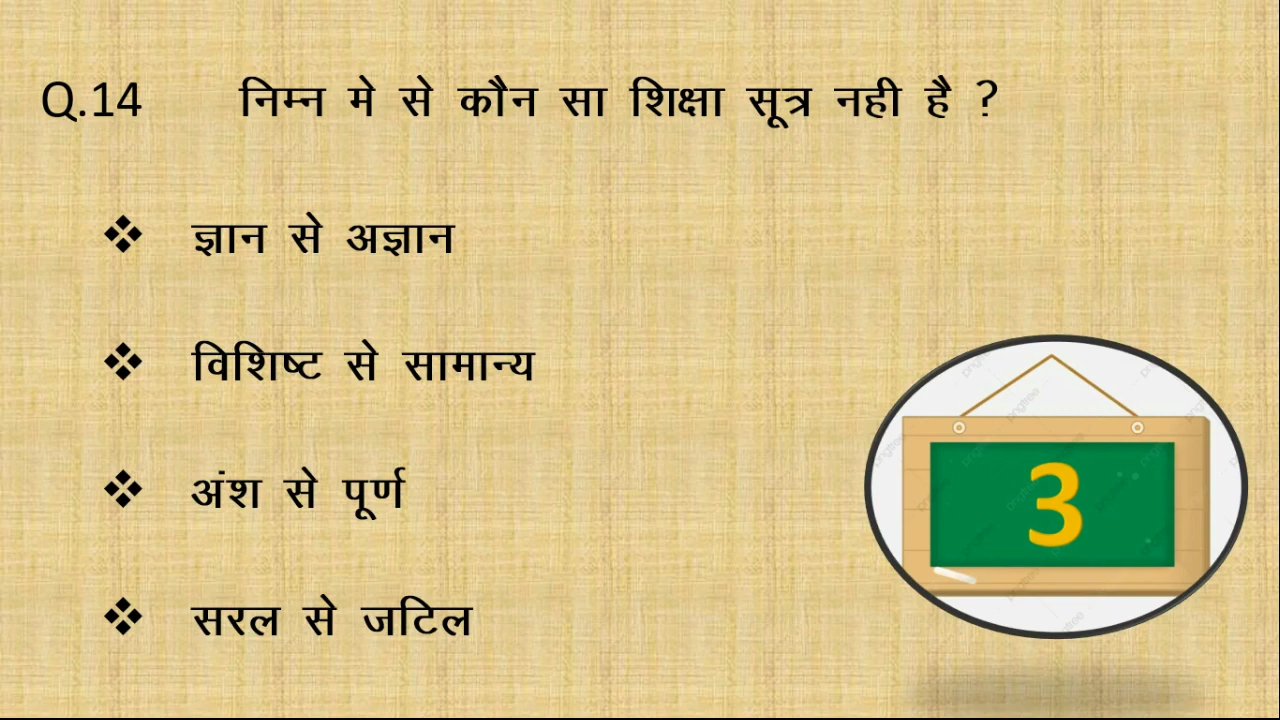 Q.14 निम्न मे से कौन सा शिक्षा सूत्र नही है ?
❖ ज्ञान से अज्ञान
❖ विशिष्ट से सामान्य
❖ अंश से पूर्ण
3
❖ सरल से जटिल